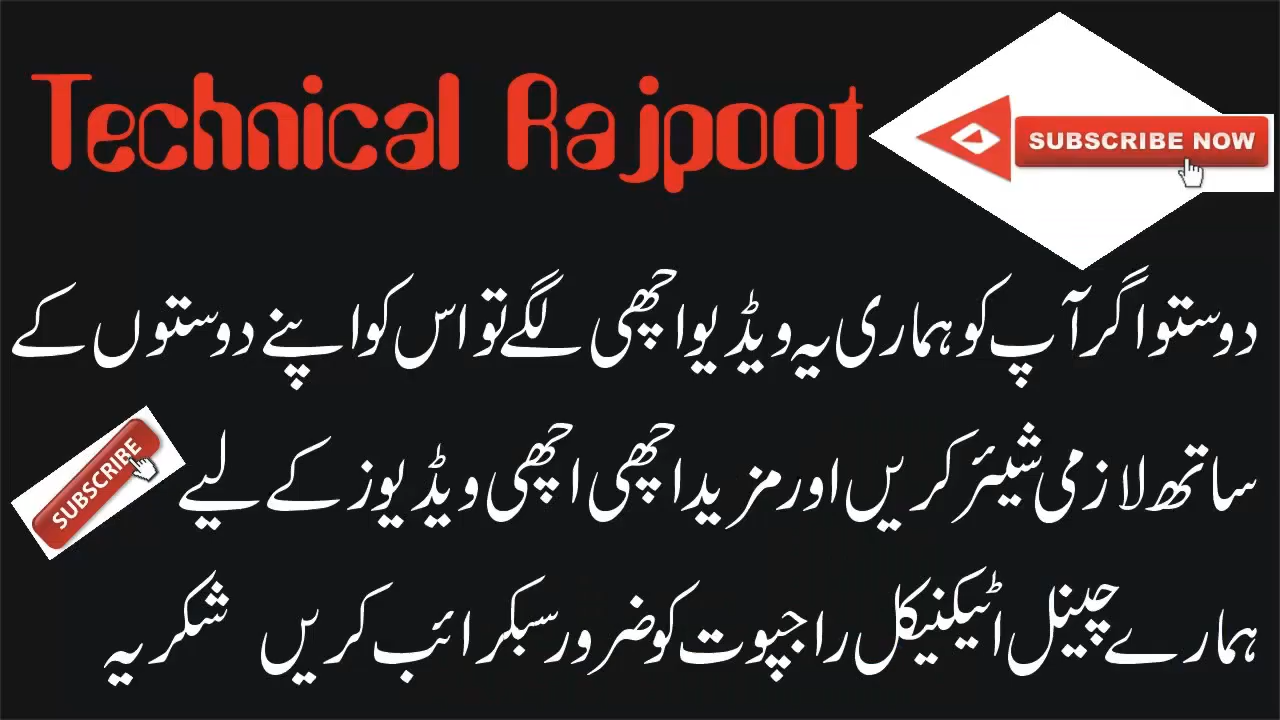 Technical Rajpoot
SUBSCRIBE NOW
دوستو اگر آپ کو ہماری یہ ویڈیو اچھی لگے تو اس کو اپنے دوستوں کے
ساتھ لازمی شیئر کریں اور مزید اچھی اچھی ویڈیوز کے لیے
SUBSCRIBE
ہمارے چینل اٹیکنیکل راجپوت کو ضرور سبکرائب کریں شکریہ